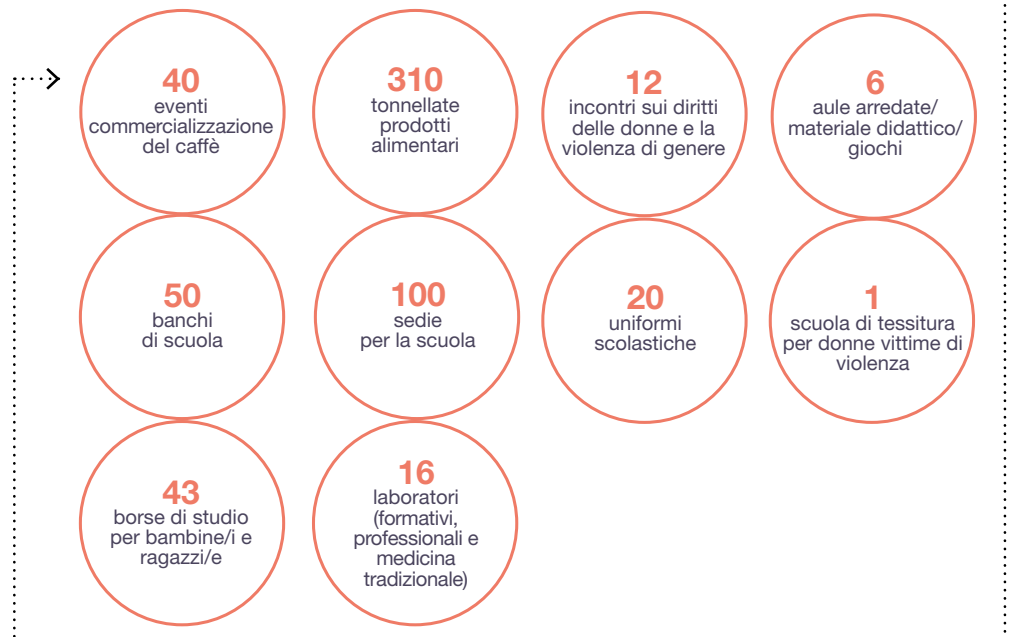 40
eventi
commercializzazione
del caffè
310
tonnellate
prodotti
alimentari
12
incontri sui diritti
delle donne e la
violenza di genere
6
aule arredate/
materiale didattico/
giochi
50
banchi
di scuola
100
sedie
per la scuola
20
uniformi
scolastiche
1
scuola di tessitura
per donne vittime di
violenza
43
borse di studio
per bambine/i e
ragazzi/e
16
laboratori
(formativi,
professionali e
medicina
tradizionale)